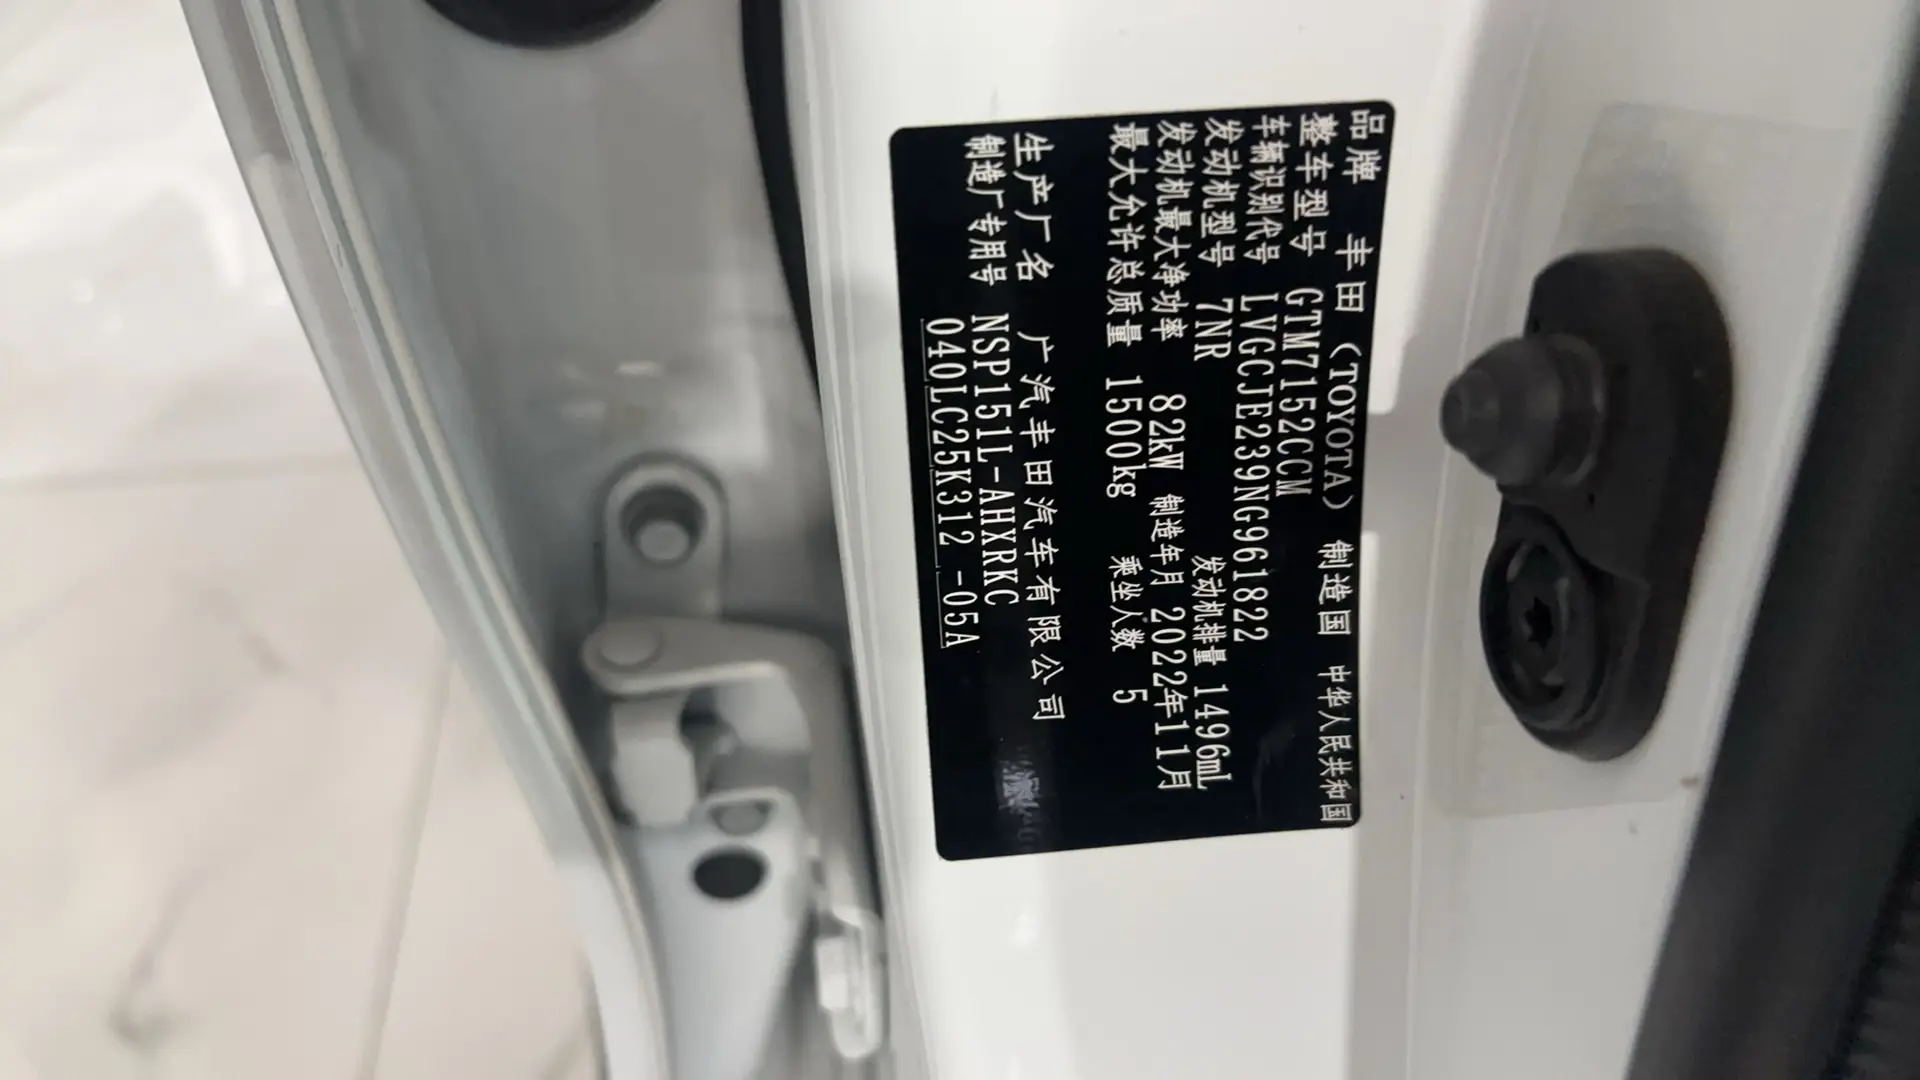 品牌 丰田(TOYOTA) 制造国 中华人民共和国
整车型号 GTM7152CCM
车辆识别代号 LVGCJE239NG961822
发动机型号 7NR 发动机排量 1496mL
发动机最大净功率 82kW 制造年月 2022年11月
最大允许总质量 1500kg 乘坐人数 5
生产厂名 广汽丰田汽车有限公司
制造厂专用号 NSP151L-AHXRKC
040LC25K312 -05A